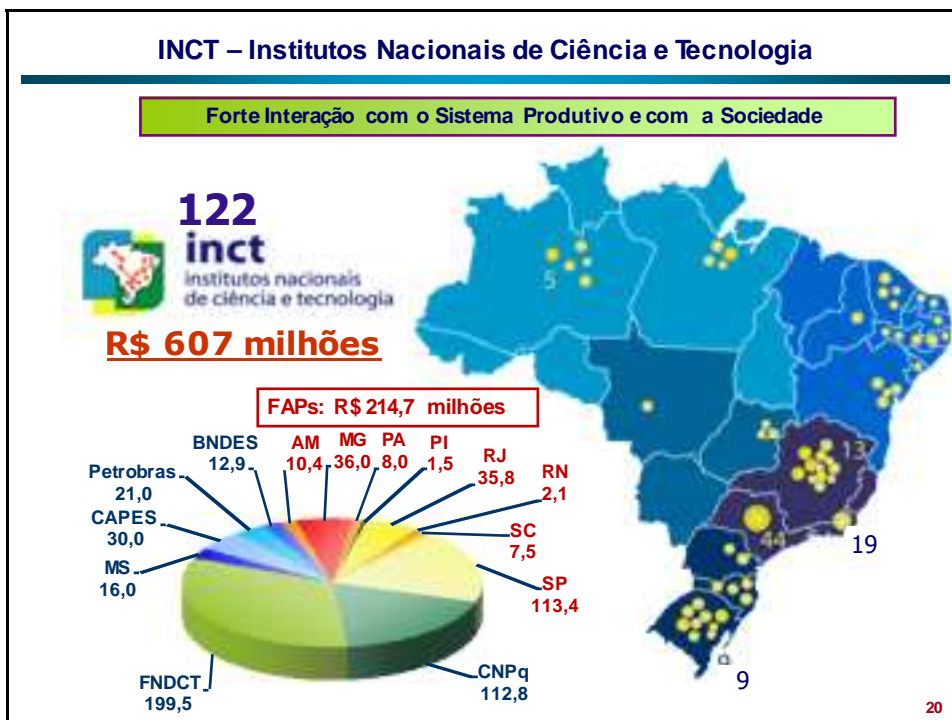 INCT – Institutos Nacionais de Ciência e Tecnologia
Forte Interação com o Sistema Produtivo e com a Sociedade
122
inct
institutos nacionais
de ciência e tecnologia
R$ 607 milhões
5
13
44
19
9
FAPs: R$ 214,7 milhões
BNDES
12,9
AM
10,4
MG
36,0
PA
8,0
PI
1,5
RJ
35,8
RN
2,1
SC
7,5
SP
113,4
CNPq
112,8
FNDCT
199,5
MS
16,0
CAPES
30,0
Petrobras
21,0
20